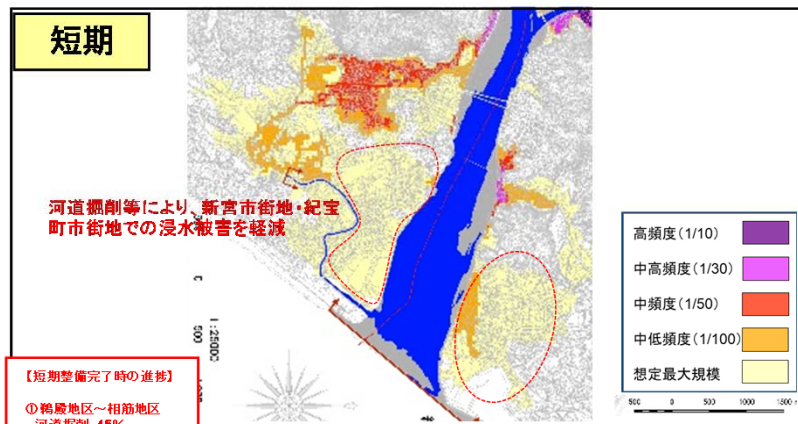 短期
河道掘削等により、新宮市街地・紀宝
町市街地での浸水被害を軽減
高頻度(1/10)
中高頻度(1/30)
中頻度(1/50)
中低頻度(1/100)
想定最大規模
500 0 500 1000 1500
0
500
1:25000
【短期整備完了時の進捗】
①鵜殿地区～相筋地区